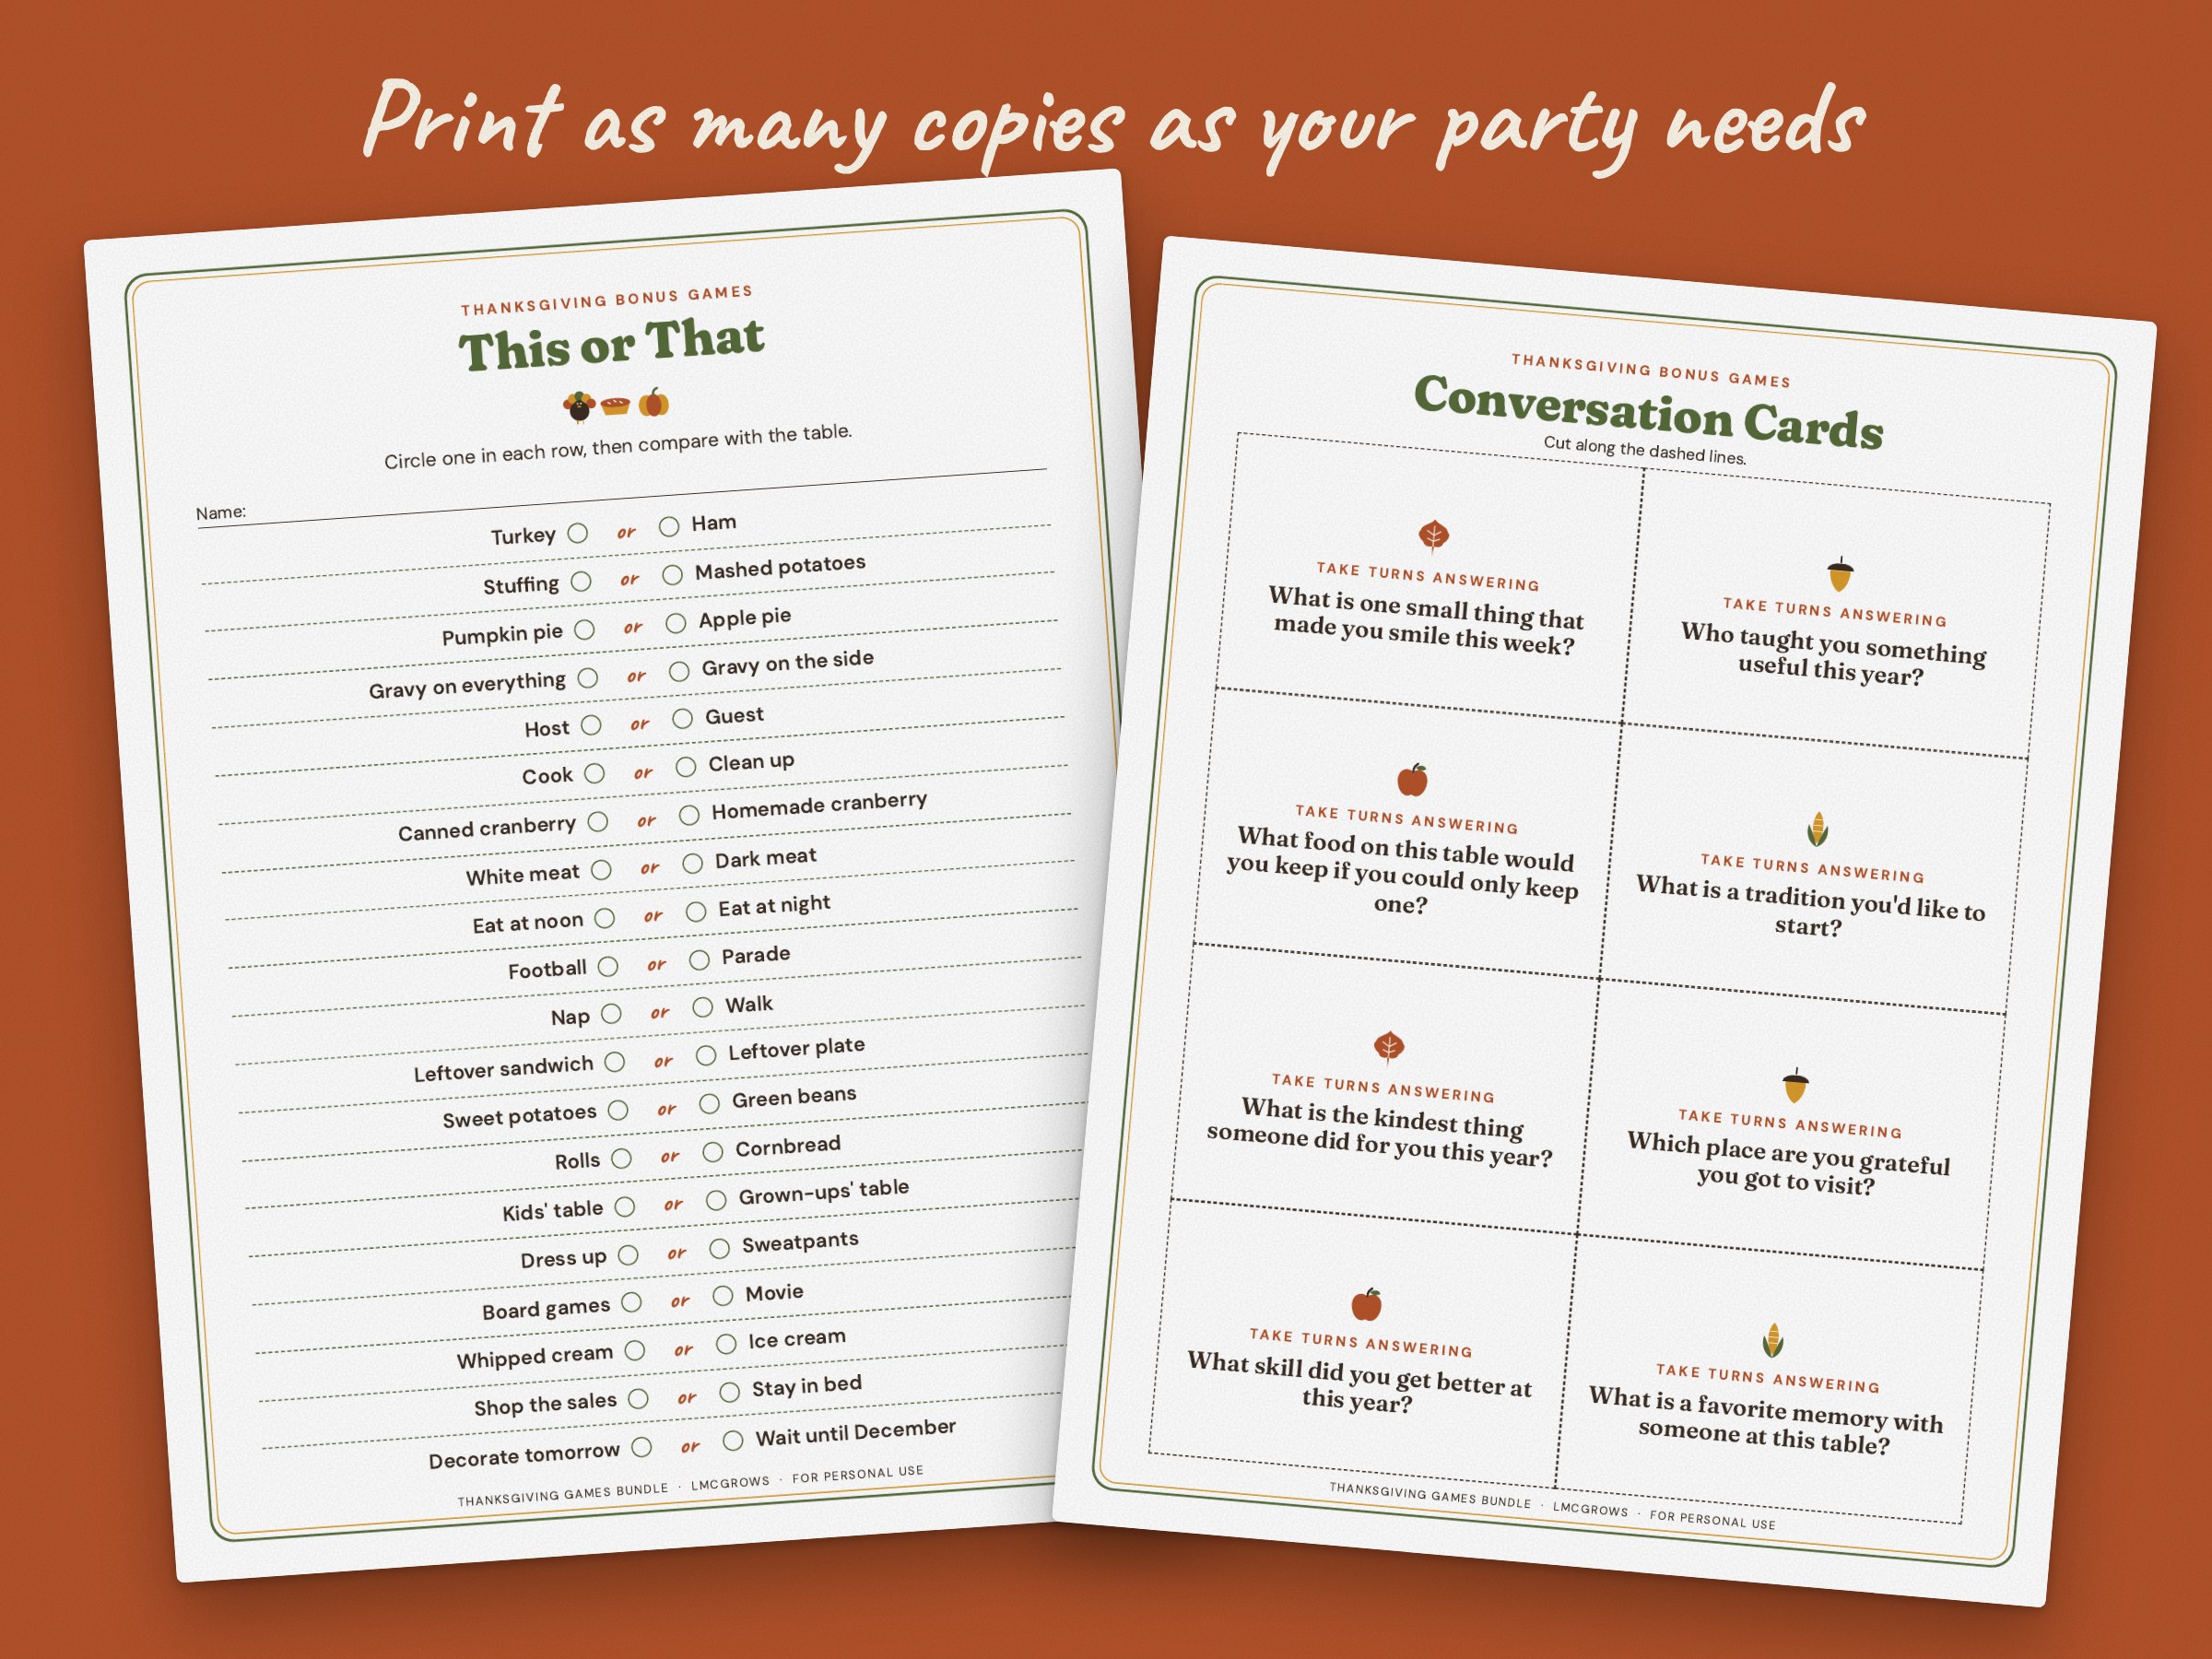 Print as many copies as your party needs
THANKSGIVING BONUS GAMES
This or That
Circle one in each row, then compare with the table.
Name:
Turkey or Ham
Stuffing or Mashed potatoes
Pumpkin pie or Apple pie
Gravy on everything or Gravy on the side
Host or Guest
Cook or Clean up
Canned cranberry or Homemade cranberry
White meat or Dark meat
Eat at noon or Eat at night
Football or Parade
Nap or Walk
Leftover sandwich or Leftover plate
Sweet potatoes or Green beans
Rolls or Cornbread
Kids' table or Grown-ups' table
Dress up or Sweatpants
Board games or Movie
Whipped cream or Ice cream
Shop the sales or Stay in bed
Decorate tomorrow or Wait until December
THANKSGIVING GAMES BUNDLE · LMCGROWS · FOR PERSONAL USE
THANKSGIVING BONUS GAMES
Conversation Cards
Cut along the dashed lines.
TAKE TURNS ANSWERING
What is one small thing that
made you smile this week?
TAKE TURNS ANSWERING
Who taught you something
useful this year?
TAKE TURNS ANSWERING
What food on this table would
you keep if you could only keep
one?
TAKE TURNS ANSWERING
What is a tradition you'd like to
start?
TAKE TURNS ANSWERING
What is the kindest thing
someone did for you this year?
TAKE TURNS ANSWERING
Which place are you grateful
you got to visit?
TAKE TURNS ANSWERING
What skill did you get better at
this year?
TAKE TURNS ANSWERING
What is a favorite memory with
someone at this table?
THANKSGIVING GAMES BUNDLE · LMCGROWS · FOR PERSONAL USE